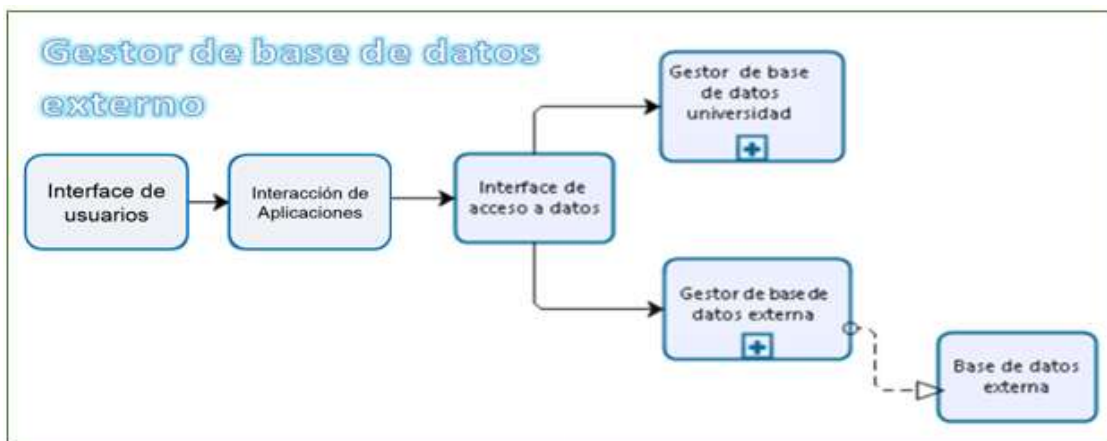 Gestor de base de datos
externo
Interface de
usuarios
Interacción de
Aplicaciones
Interface de
acceso a datos
Gestor de base
de datos
universidad
Gestor de base de
datos externa
Base de datos
externa